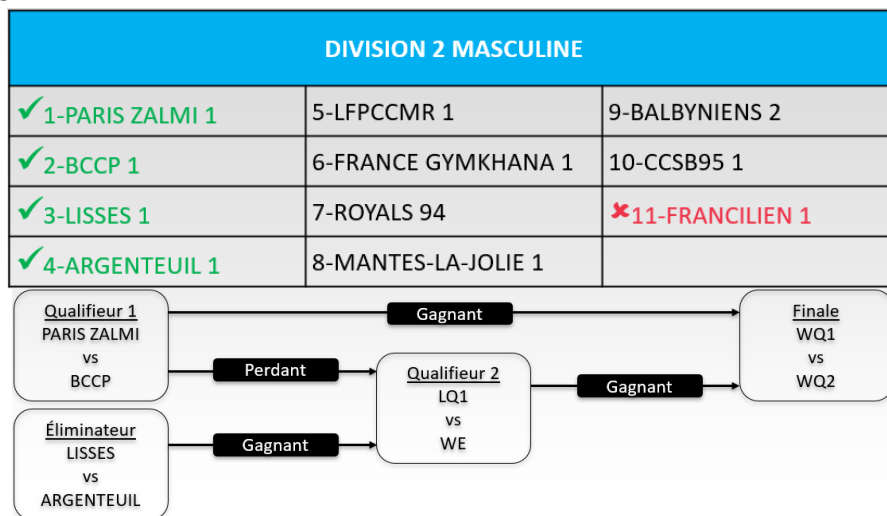 DIVISION 2 MASCULINE
✓1-PARIS ZALMI 1 5-LFPCCMR 1 9-BALBYNIENS 2
✓2-BCCP 1 6-FRANCE GYMKHANA 1 10-CCSB95 1
✓3-LISSES 1 7-ROYALS 94 ✘11-FRANCILIEN 1
✓4-ARGENTEUIL 1 8-MANTES-LA-JOLIE 1
Qualifieur 1
PARIS ZALMI
vs
BCCP
Gagnant
Perdant
Éliminateur
LISSES
vs
ARGENTEUIL
Gagnant
Qualifieur 2
LQ1
vs
WE
Gagnant
Finale
WQ1
vs
WQ2